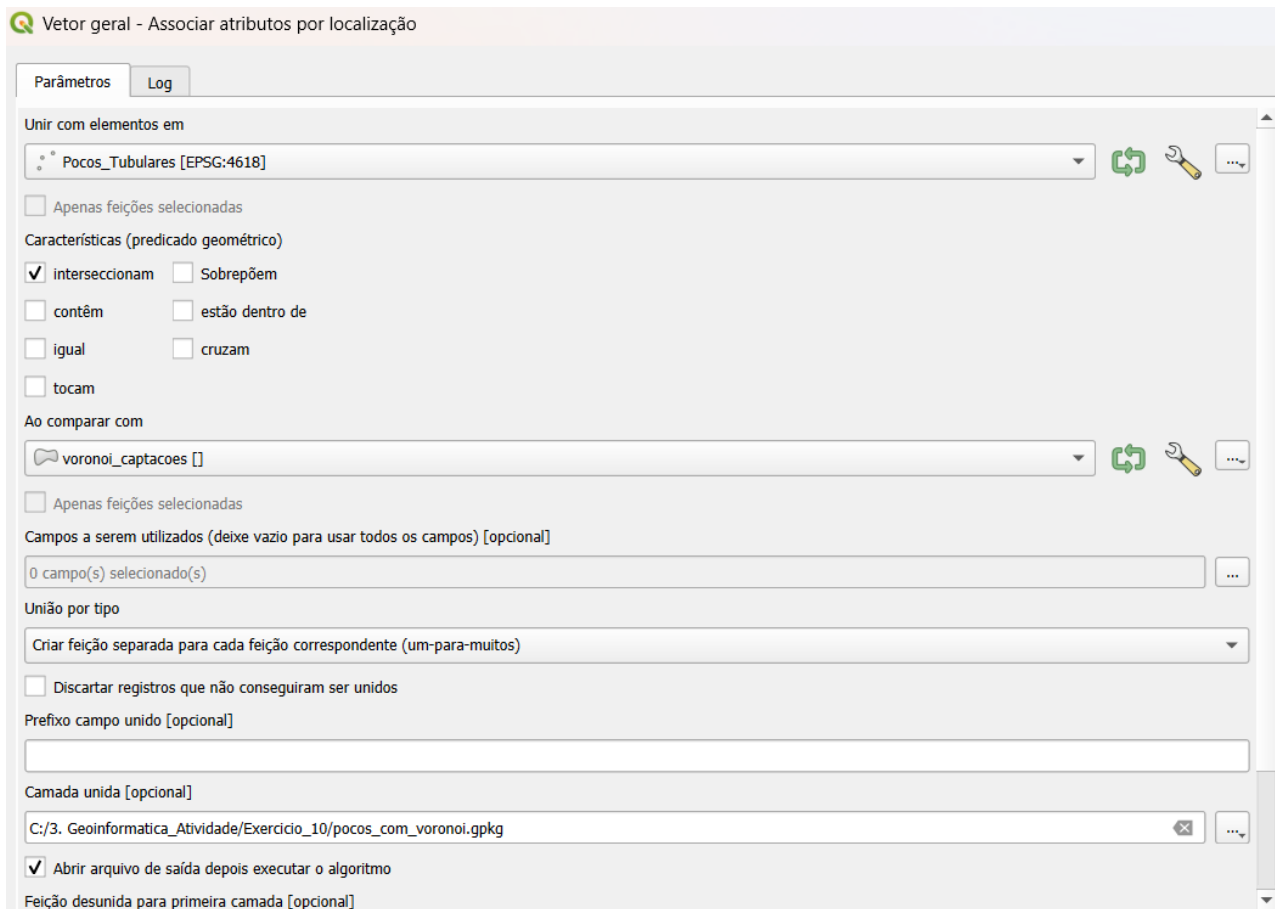 Vetor geral - Associar atributos por localização
Parâmetros Log
Unir com elementos em
Pocos_Tubulares [EPSG:4618]
...
Apenas feições selecionadas
Características (predicado geométrico)
interseccionam Sobrepõem
contêm estão dentro de
igual cruzam
tocam
Ao comparar com
voronoi_captacoes []
...
Apenas feições selecionadas
Campos a serem utilizados (deixe vazio para usar todos os campos) [opcional]
0 campo(s) selecionado(s) ...
União por tipo
Criar feição separada para cada feição correspondente (um-para-muitos)
Discartar registros que não conseguiram ser unidos
Prefixo campo unido [opcional]
Camada unida [opcional]
C:/3. Geoinformatica_Atividade/Exercicio_10/pocos_com_voronoi.gpkg ...
Abrir arquivo de saída depois executar o algoritmo
Feição desunida para primeira camada [opcional]